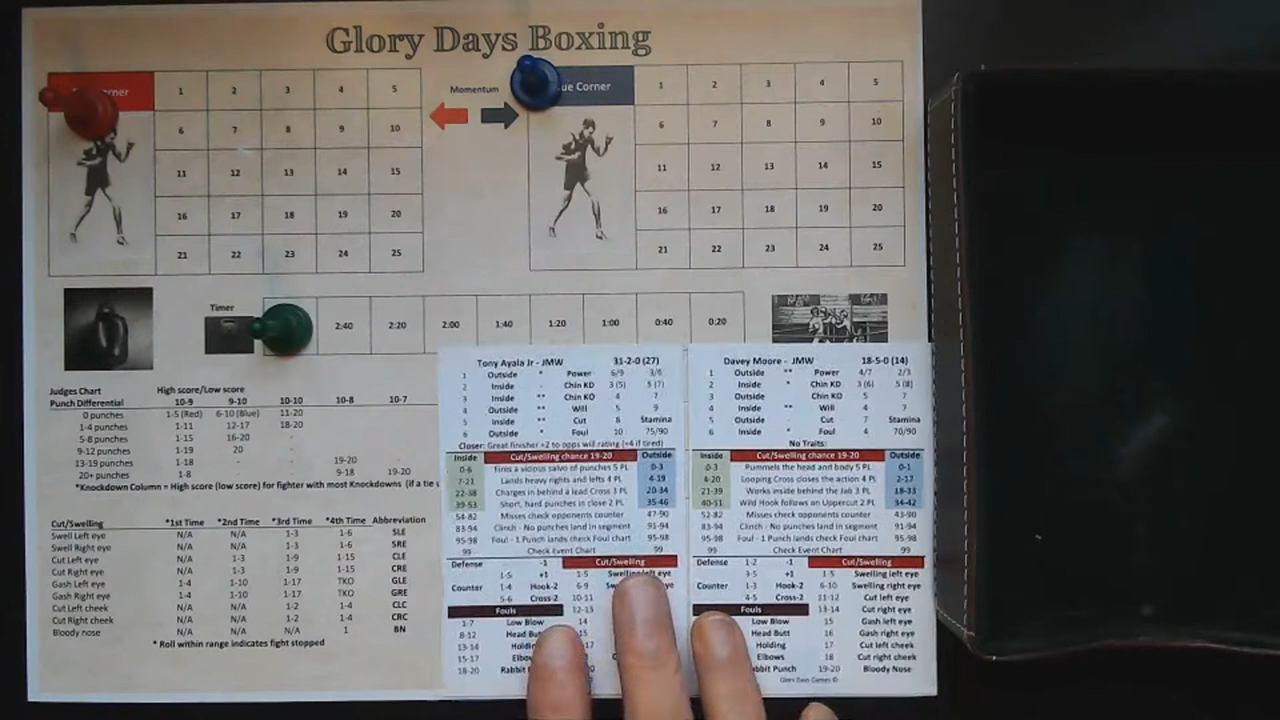 Glory Days Boxing
1 2 3 4 5
6 7 8 9 10
11 12 13 14 15
16 17 18 19 20
21 22 23 24 25
Momentum
Corner
1 2 3 4 5
6 7 8 9 10
11 12 13 14 15
16 17 18 19 20
21 22 23 24 25
Timer
2:40 2:20 2:00 1:40 1:20 1:00 0:40 0:20
Judges Chart High score/Low score
Punch Differential 10-9 9-10 10-10 10-8 10-7
0 punches 1-5 (Red) 6-10 (Blue) 11-20
1-4 punches 1-11 12-17 18-20
5-8 punches 1-15 16-20 -
9-12 punches 1-19 20 -
13-19 punches 1-18 - - 19-20 -
20+ punches 1-8 - - 9-18 19-20
*Knockdown Column = High score (low score) for fighter with most Knockdowns (if a tie
Cut/Swelling *1st Time *2nd Time *3rd Time *4th Time Abbreviation
Swell Left eye N/A N/A 1-3 1-6 SLE
Swell Right eye N/A N/A 1-3 1-6 SRE
Cut Left eye N/A 1-3 1-9 1-15 CLE
Cut Right eye N/A 1-3 1-9 1-15 CRE
Gash Left eye 1-4 1-10 1-17 TKO GLE
Gash Right eye 1-4 1-10 1-17 TKO GRE
Cut Left cheek N/A N/A 1-2 1-4 CLC
Cut Right cheek N/A N/A 1-2 1-4 CRC
Bloody nose N/A N/A N/A 1 BN
* Roll within range indicates fight stopped
Tony Ayala Jr - JMW 31-2-0 (27)
1 Outside * Power 6/9 3/6
2 Inside - Chin KD 3 (5) 5 (7)
3 Inside ** Chin KO 4 7
4 Outside ** Will 5 9
5 Inside ** Cut 8 Stamina
6 Outside * Foul 10 75/90
Closer: Great finisher +2 to opps will rating (+4 if tired)
Inside Cut/Swelling chance 19-20 Outside
0-6 Fires a vicious salvo of punches 5 PL 0-3
7-21 Lands heavy rights and lefts 4 PL 4-19
22-38 Charges in behind a lead Cross 3 PL 20-34
39-53 Short, hard punches in close 2 PL 35-46
54-82 Misses check opponents counter 47-90
83-94 Clinch - No punches land in segment 91-94
95-98 Foul - 1 Punch lands Check Foul chart 95-98
99 Check Event Chart 99
Defense - -1 Cut/Swelling
1-5 +1 1-5 Swelling left eye
Counter 1-4 Hook-2 6-9 eye
5-6 Cross-2 10-11
Fouls 12-13
1-7 Low Blow 14
8-12 Head But 15
13-14 Holdin
15-17 Elbow
18-20 Rabbit
Davey Moore - JMW 18-5-0 (14)
1 Outside ** Power 4/7 2/3
2 Inside * Chin KD 3 (6) 5 (8)
3 Inside - Chin KO 5 7
4 Inside ** Will 4 7
5 Outside - Cut 7 Stamina
6 Inside * Foul 4 70/90
No Traits:
Inside Cut/Swelling chance 19-20 Outside
0-3 Pummels the head and body 5 PL 0-1
4-20 Looping Cross closes the action 4 PL 2-17
21-39 Works inside behind the Jab 3 PL 18-33
40-51 Wild Hook follows an Uppercut 2 PL 34-42
52-82 Misses check opponents counter 43-90
83-94 Clinch - No punches land in segment 91-94
95-98 Foul - 1 Punch lands Check Foul chart 95-98
99 Check Event Chart 99
Defense 1-2 -1 Cut/Swelling
3-5 +1 1-5 Swelling left eye
Counter 1-3 Hook-2 6-10 Swelling right eye
4-5 Cross-2 11-12 Cut left eye
Fouls 13-14 Cut right eye
Low Blow 15 Gash left eye
Head Butt 16 Gash right eye
Holding 17 Cut left cheek
Elbows 18 Cut right cheek
Punch 19-20 Bloody Nose
Glory Days Games ©